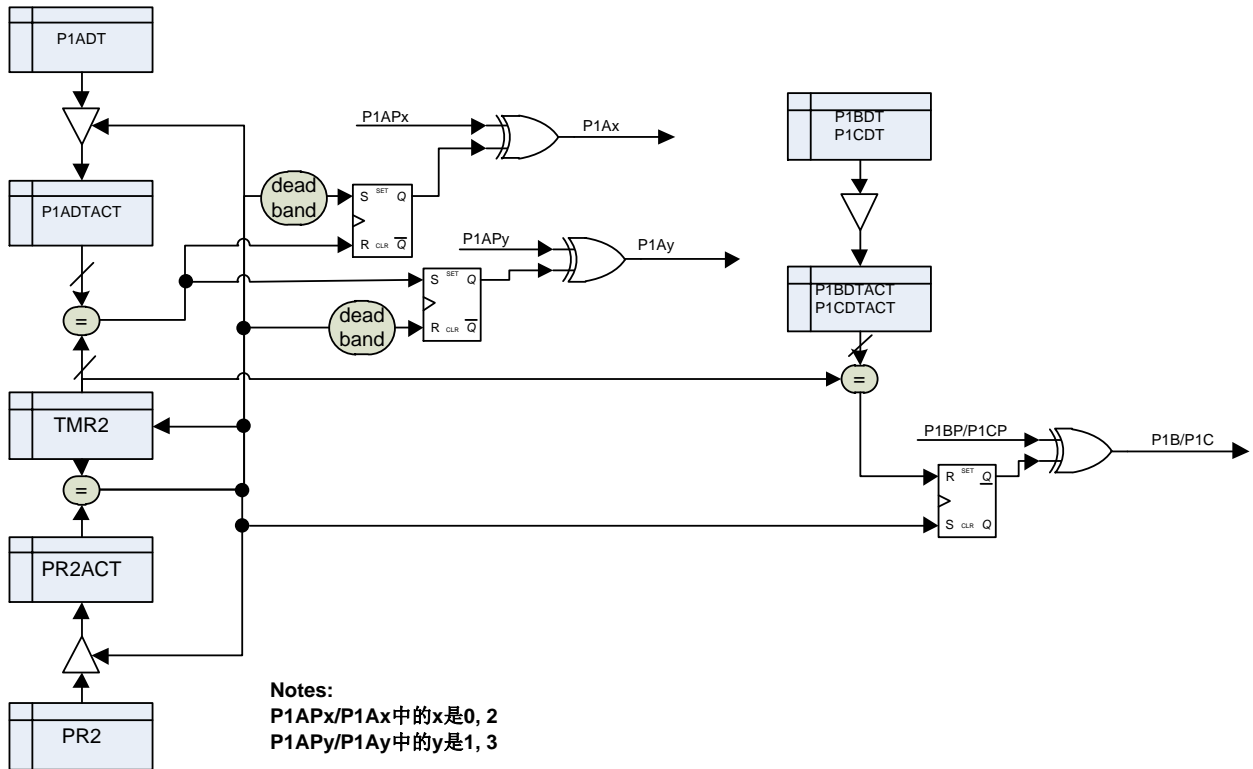 P1ADT
P1ADTACT
=
TMR2
=
PR2ACT
PR2
P1APx
P1Ax
dead
band
S SET Q
R CLR Q
P1APy
P1Ay
S SET Q
R CLR Q
dead
band
P1BDT
P1CDT
P1BDTACT
P1CDTACT
=
P1BP/P1CP
P1B/P1C
R SET Q
S CLR Q
Notes:
P1APx/P1Ax中的x是0, 2
P1APy/P1Ay中的y是1, 3